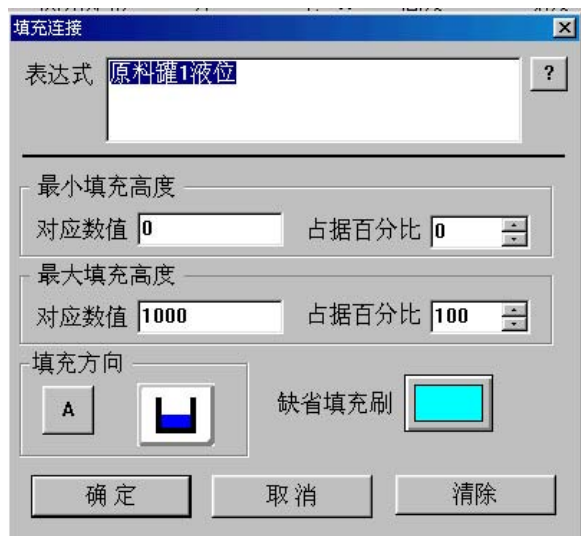 填充连接
表达式 原料罐1液位 ?
最小填充高度
对应数值 0 占据百分比 0
最大填充高度
对应数值 1000 占据百分比 100
填充方向
A 缺省填充刷
确定 取消 清除